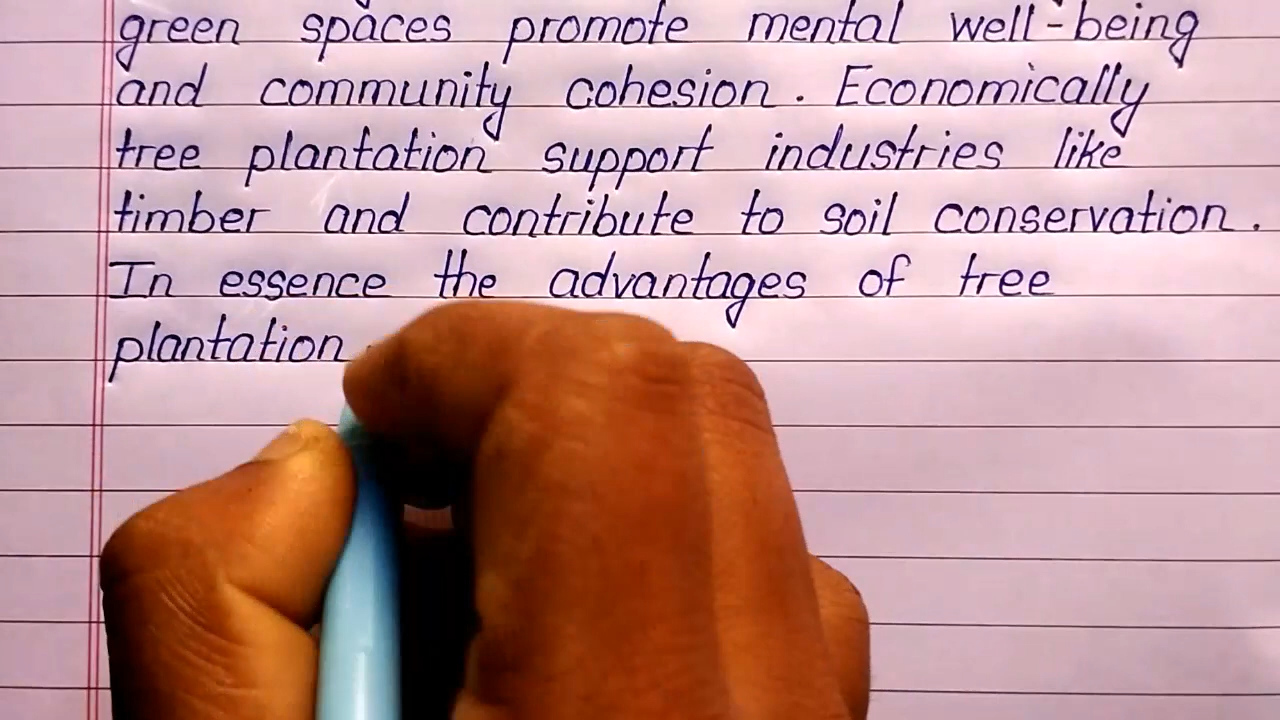 green spaces promote mental well-being
and community cohesion. Economically
tree plantation support industries like
timber and contribute to soil conservation.
In essence the advantages of tree
plantation